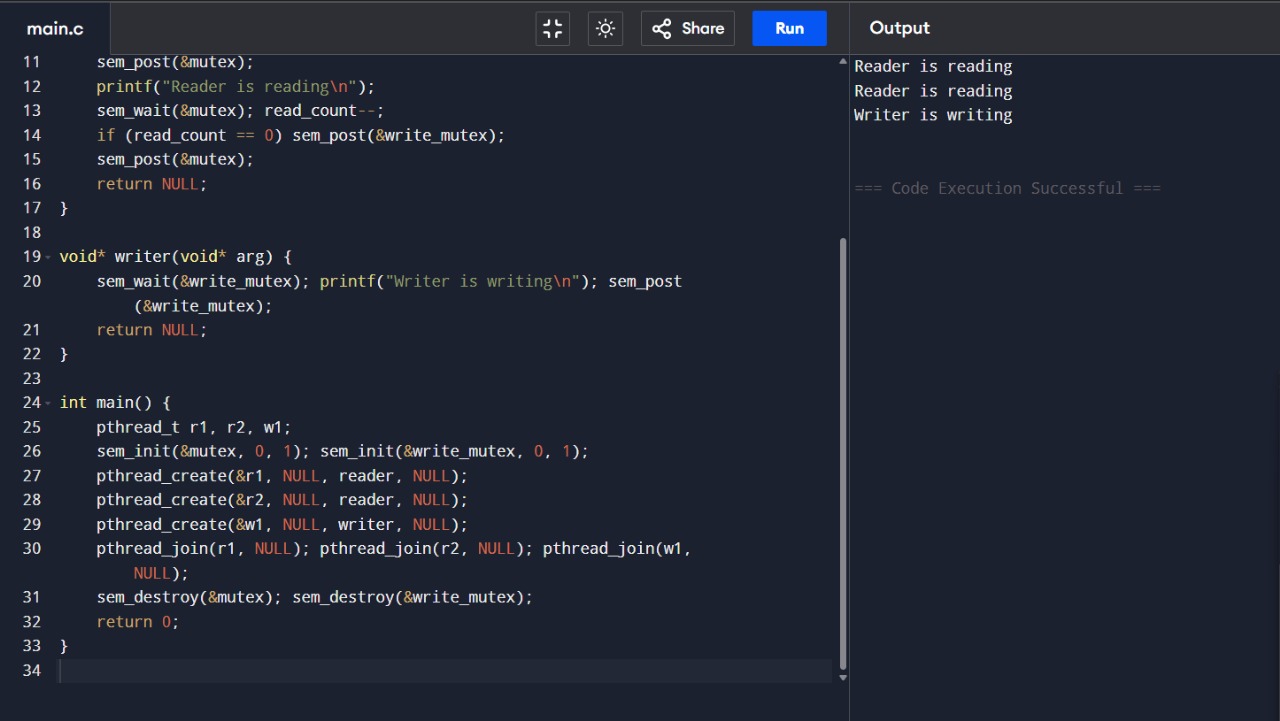 main.c
Share
Run
Output
11 sem_post(&mutex);
12 printf("Reader is reading\n");
13 sem_wait(&mutex); read_count--;
14 if (read_count == 0) sem_post(&write_mutex);
15 sem_post(&mutex);
16 return NULL;
17 }
18
19 void* writer(void* arg) {
20 sem_wait(&write_mutex); printf("Writer is writing\n"); sem_post
(&write_mutex);
21 return NULL;
22 }
23
24 int main() {
25 pthread_t r1, r2, w1;
26 sem_init(&mutex, 0, 1); sem_init(&write_mutex, 0, 1);
27 pthread_create(&r1, NULL, reader, NULL);
28 pthread_create(&r2, NULL, reader, NULL);
29 pthread_create(&w1, NULL, writer, NULL);
30 pthread_join(r1, NULL); pthread_join(r2, NULL); pthread_join(w1,
NULL);
31 sem_destroy(&mutex); sem_destroy(&write_mutex);
32 return 0;
33 }
34
Reader is reading
Reader is reading
Writer is writing
=== Code Execution Successful ===